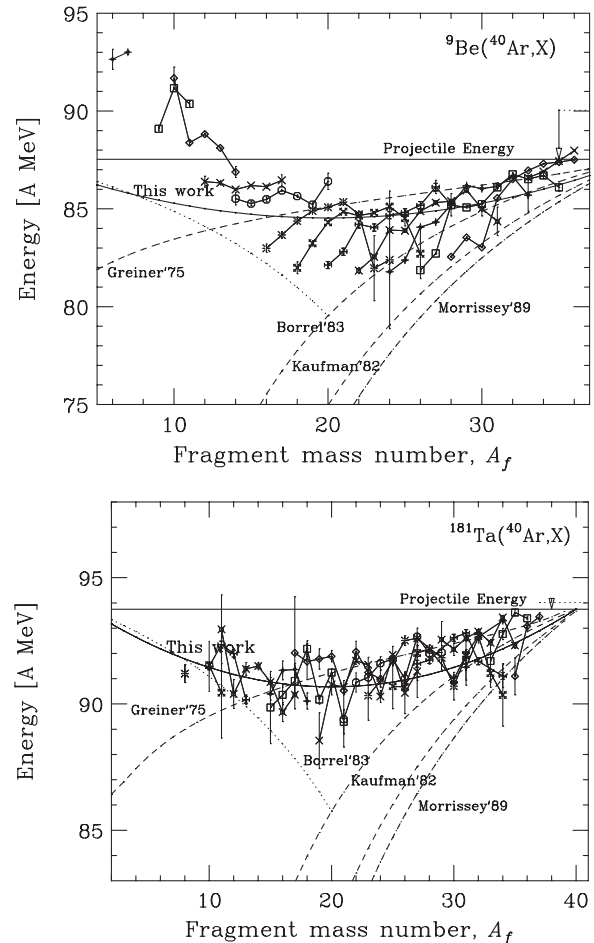 95
90
85
80
75
Energy [A MeV]
⁹Be(⁴⁰Ar,X)
Projectile Energy
This work
Greiner'75
Borrel'83
Kaufman'82
Morrissey'89
10 20 30
Fragment mass number, A_f
95
90
85
Energy [A MeV]
¹⁸¹Ta(⁴⁰Ar,X)
Projectile Energy
This work
Greiner'75
Borrel'83
Kaufman'82
Morrissey'89
10 20 30 40
Fragment mass number, A_f